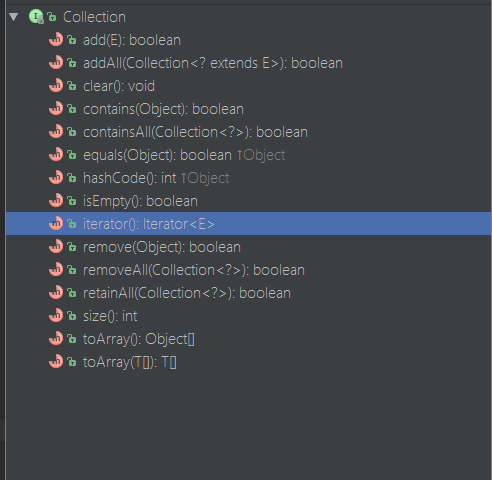 Collection
add(E): boolean
addAll(Collection<? extends E>): boolean
clear(): void
contains(Object): boolean
containsAll(Collection<?>): boolean
equals(Object): boolean ↑Object
hashCode(): int ↑Object
isEmpty(): boolean
iterator(): Iterator<E>
remove(Object): boolean
removeAll(Collection<?>): boolean
retainAll(Collection<?>): boolean
size(): int
toArray(): Object[]
toArray(T[]): T[]